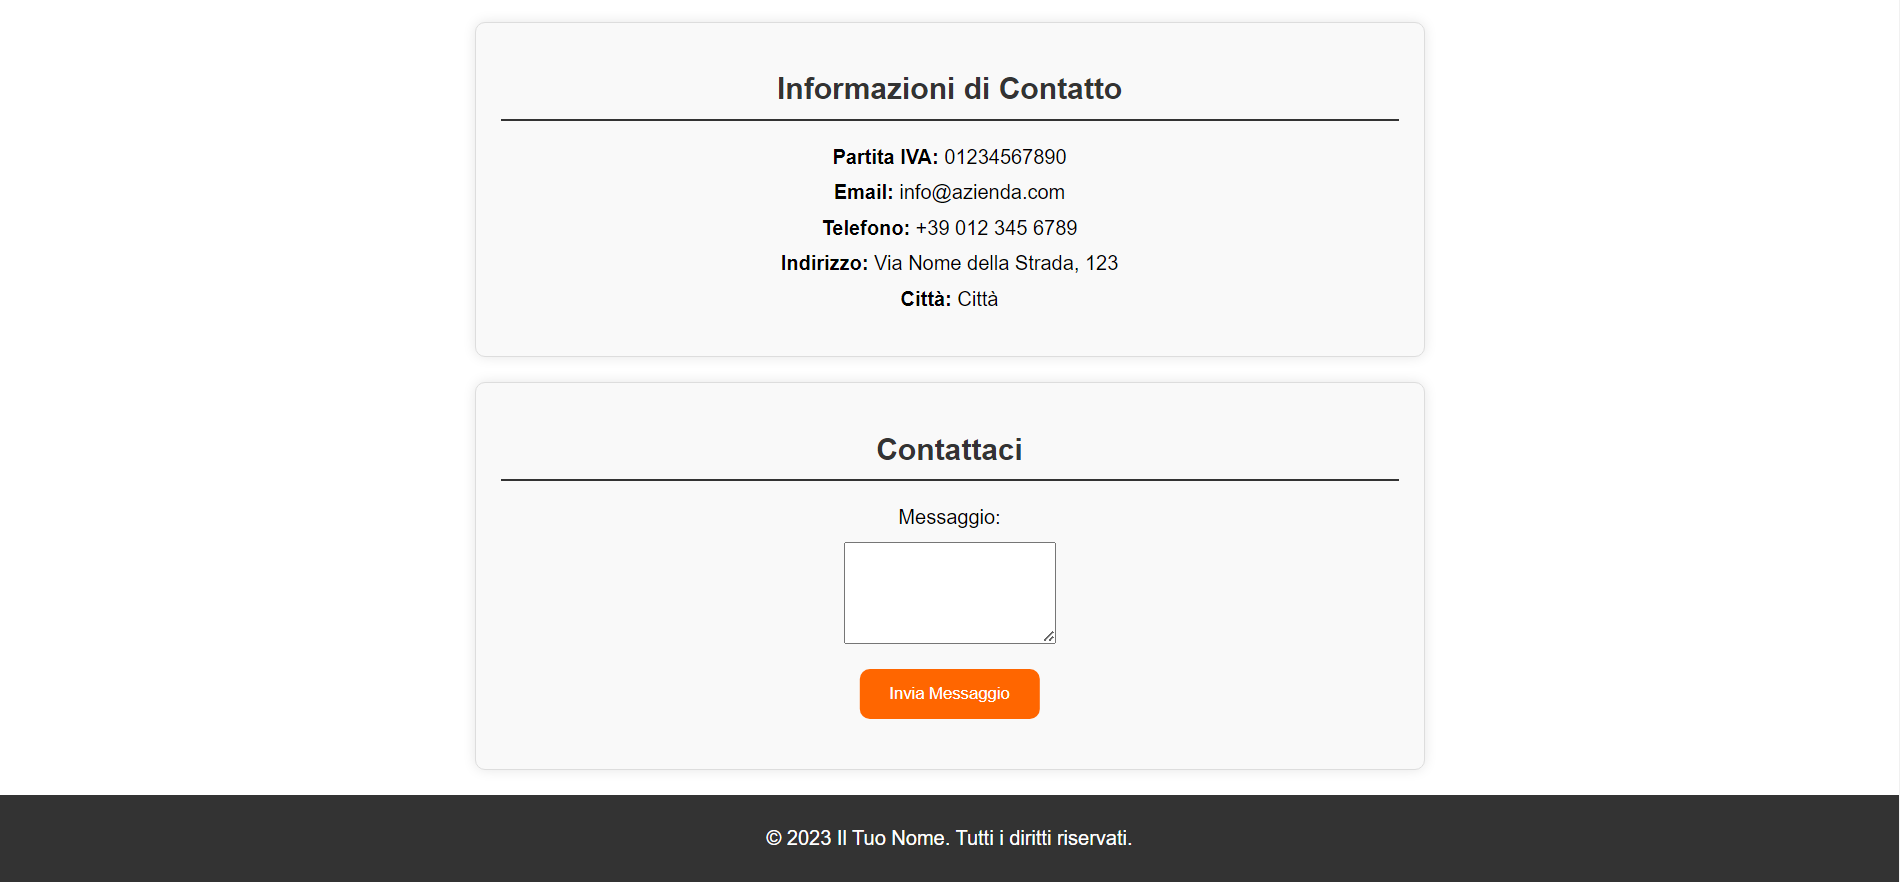 Informazioni di Contatto
Partita IVA: 01234567890
Email: info@azienda.com
Telefono: +39 012 345 6789
Indirizzo: Via Nome della Strada, 123
Città: Città
Contattaci
Messaggio:
Invia Messaggio
© 2023 Il Tuo Nome. Tutti i diritti riservati.